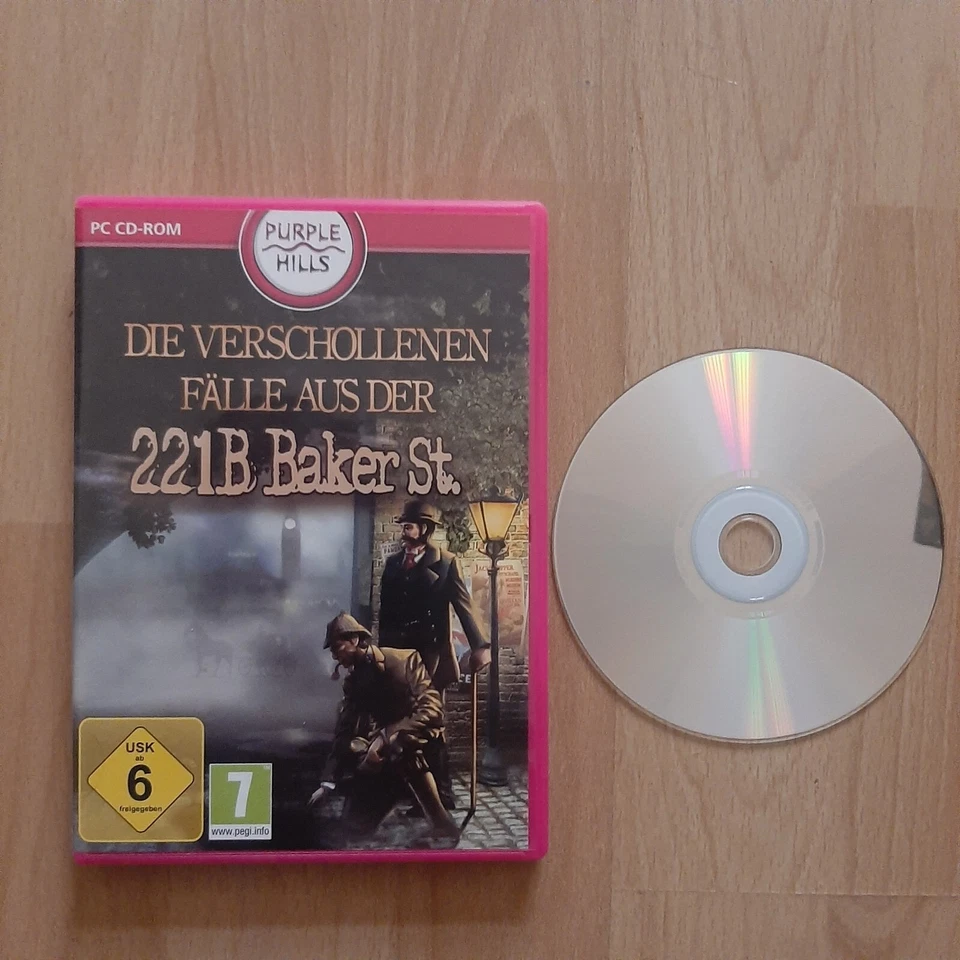 PC CD-ROM
PURPLE
HILLS
DIE VERSCHOLLENEN
FÄLLE AUS DER
221B Baker St.
USK
ab
6
freigegeben
7
www.pegi.info